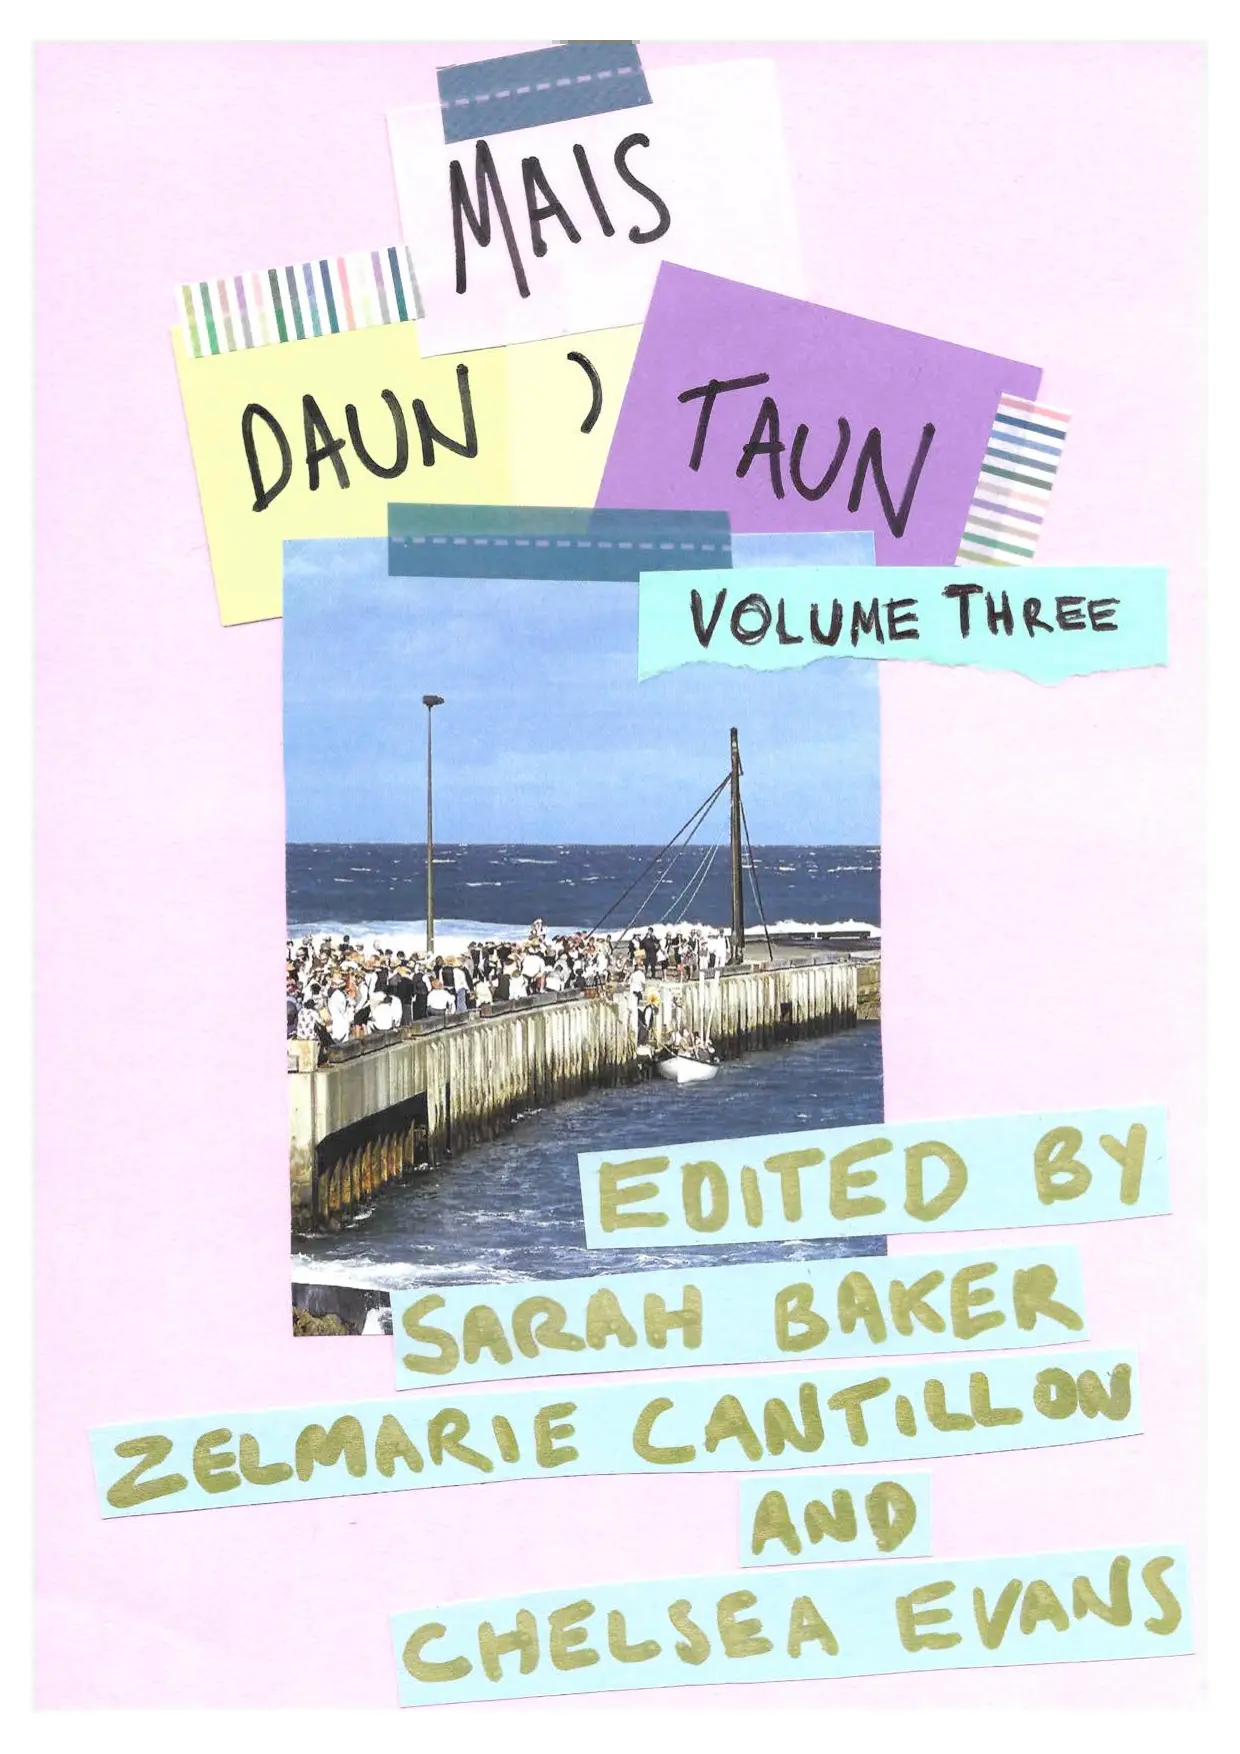 MAIS
DAUN ) TAUN
VOLUME THREE
EDITED BY
SARAH BAKER
ZELMARIE CANTILLON
AND
CHELSEA EVANS